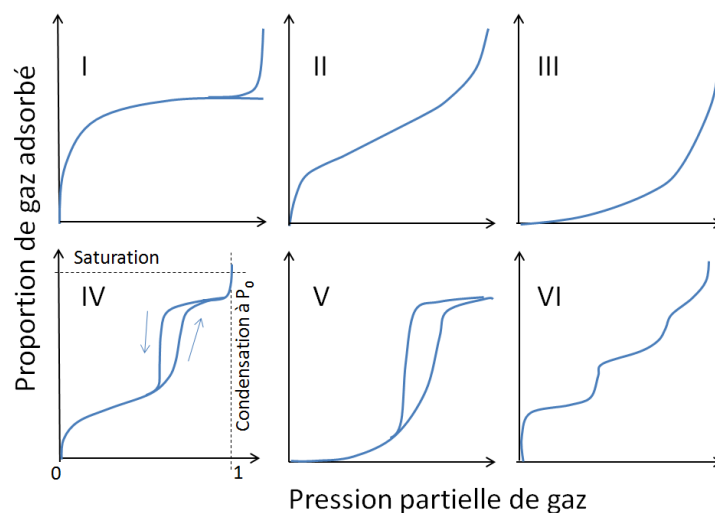 Proportion de gaz adsorbé
I
II
III
Saturation
IV
Condensation à P₀
V
VI
0
1
Pression partielle de gaz